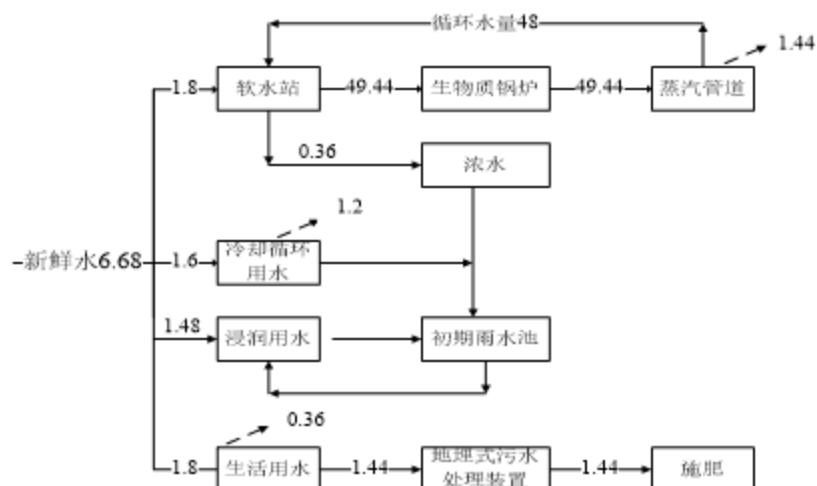 循环水量48
1.44
1.8
软水站
49.44
生物质锅炉
49.44
蒸汽管道
0.36
浓水
1.2
新鲜水6.68
1.6
冷却循环
用水
1.48
浸润用水
初期雨水池
0.36
1.8
生活用水
1.44
地埋式污水
处理装置
1.44
施肥